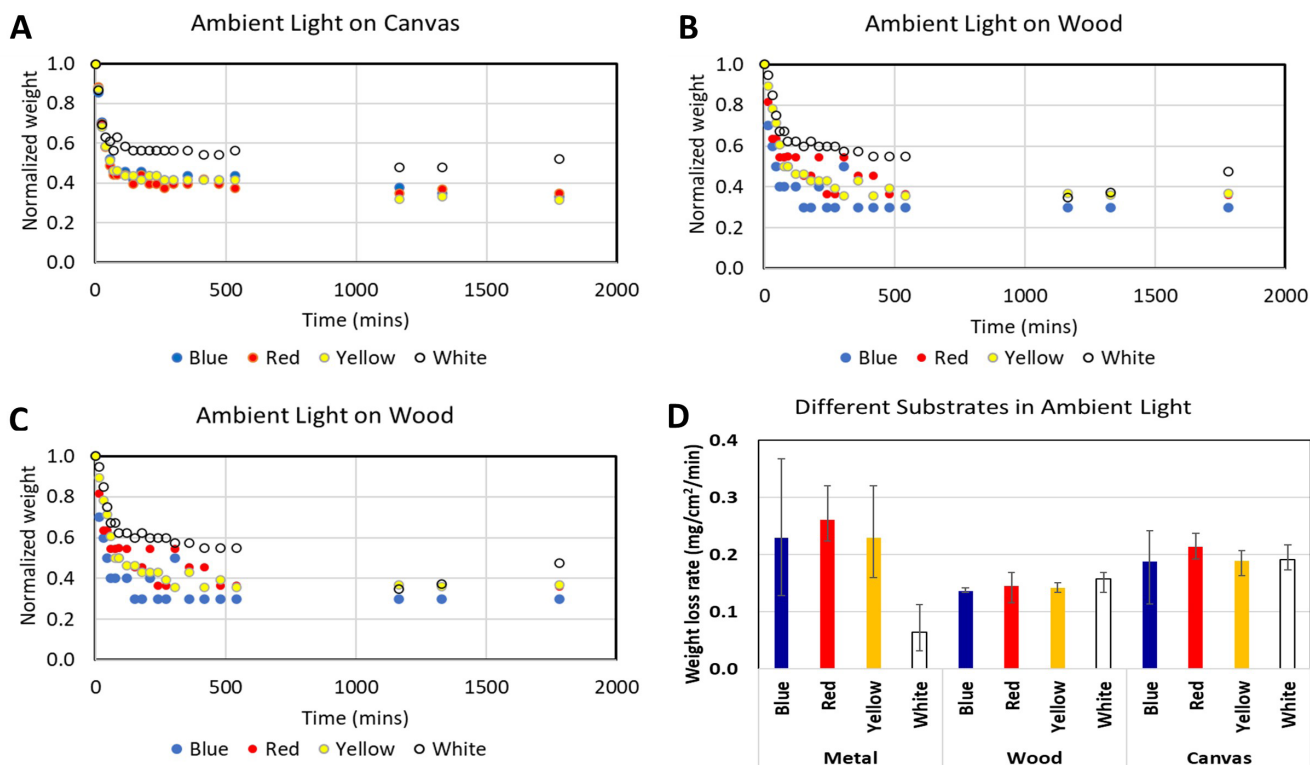 A
Ambient Light on Canvas
Normalized weight
1.0
0.8
0.6
0.4
0.2
0.0
0 500 1000 1500 2000
Time (mins)
Blue Red Yellow White
B
Ambient Light on Wood
Normalized weight
1.0
0.8
0.6
0.4
0.2
0.0
0 500 1000 1500 2000
Time (mins)
Blue Red Yellow White
C
Ambient Light on Wood
Normalized weight
1.0
0.8
0.6
0.4
0.2
0.0
0 500 1000 1500 2000
Time (mins)
Blue Red Yellow White
D
Different Substrates in Ambient Light
Weight loss rate (mg/cm²/min)
0.4
0.3
0.2
0.1
0.0
Blue Red Yellow White Blue Red Yellow White Blue Red Yellow White
Metal Wood Canvas